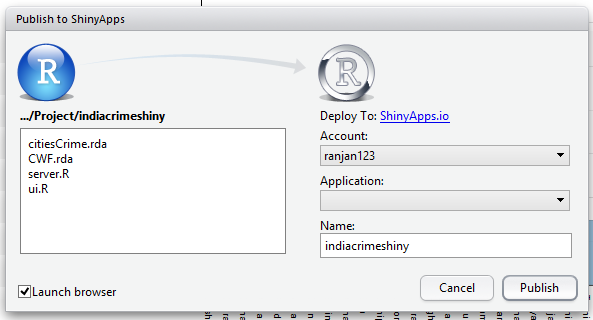 Publish to ShinyApps
R
R
.../Project/indiacrimeshiny
citiesCrime.rda
CWF.rda
server.R
ui.R
Deploy To: ShinyApps.io
Account:
ranjan123
Application:
Name:
indiacrimeshiny
Launch browser
Cancel
Publish